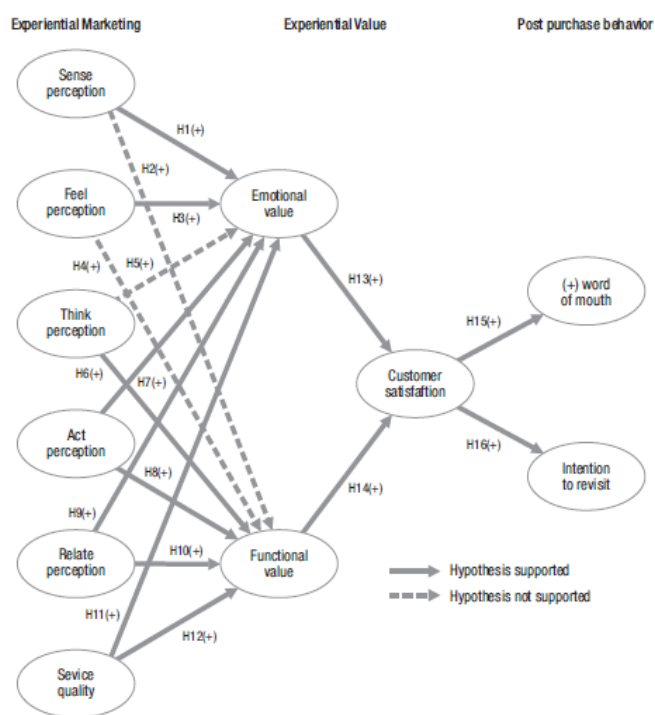 Experiential Marketing
Experiential Value
Post purchase behavior
Sense
perception
H1(+)
H2(+)
Feel
perception
H3(+)
Emotional
value
H4(+)
H5(+)
H13(+)
(+) word
of mouth
Think
perception
H15(+)
H6(+)
H7(+)
Customer
satisfaftion
Act
perception
H16(+)
H8(+)
H14(+)
Intention
to revisit
H9(+)
Relate
perception
H10(+)
Functional
value
Hypothesis supported
Hypothesis not supported
H11(+)
H12(+)
Sevice
quality